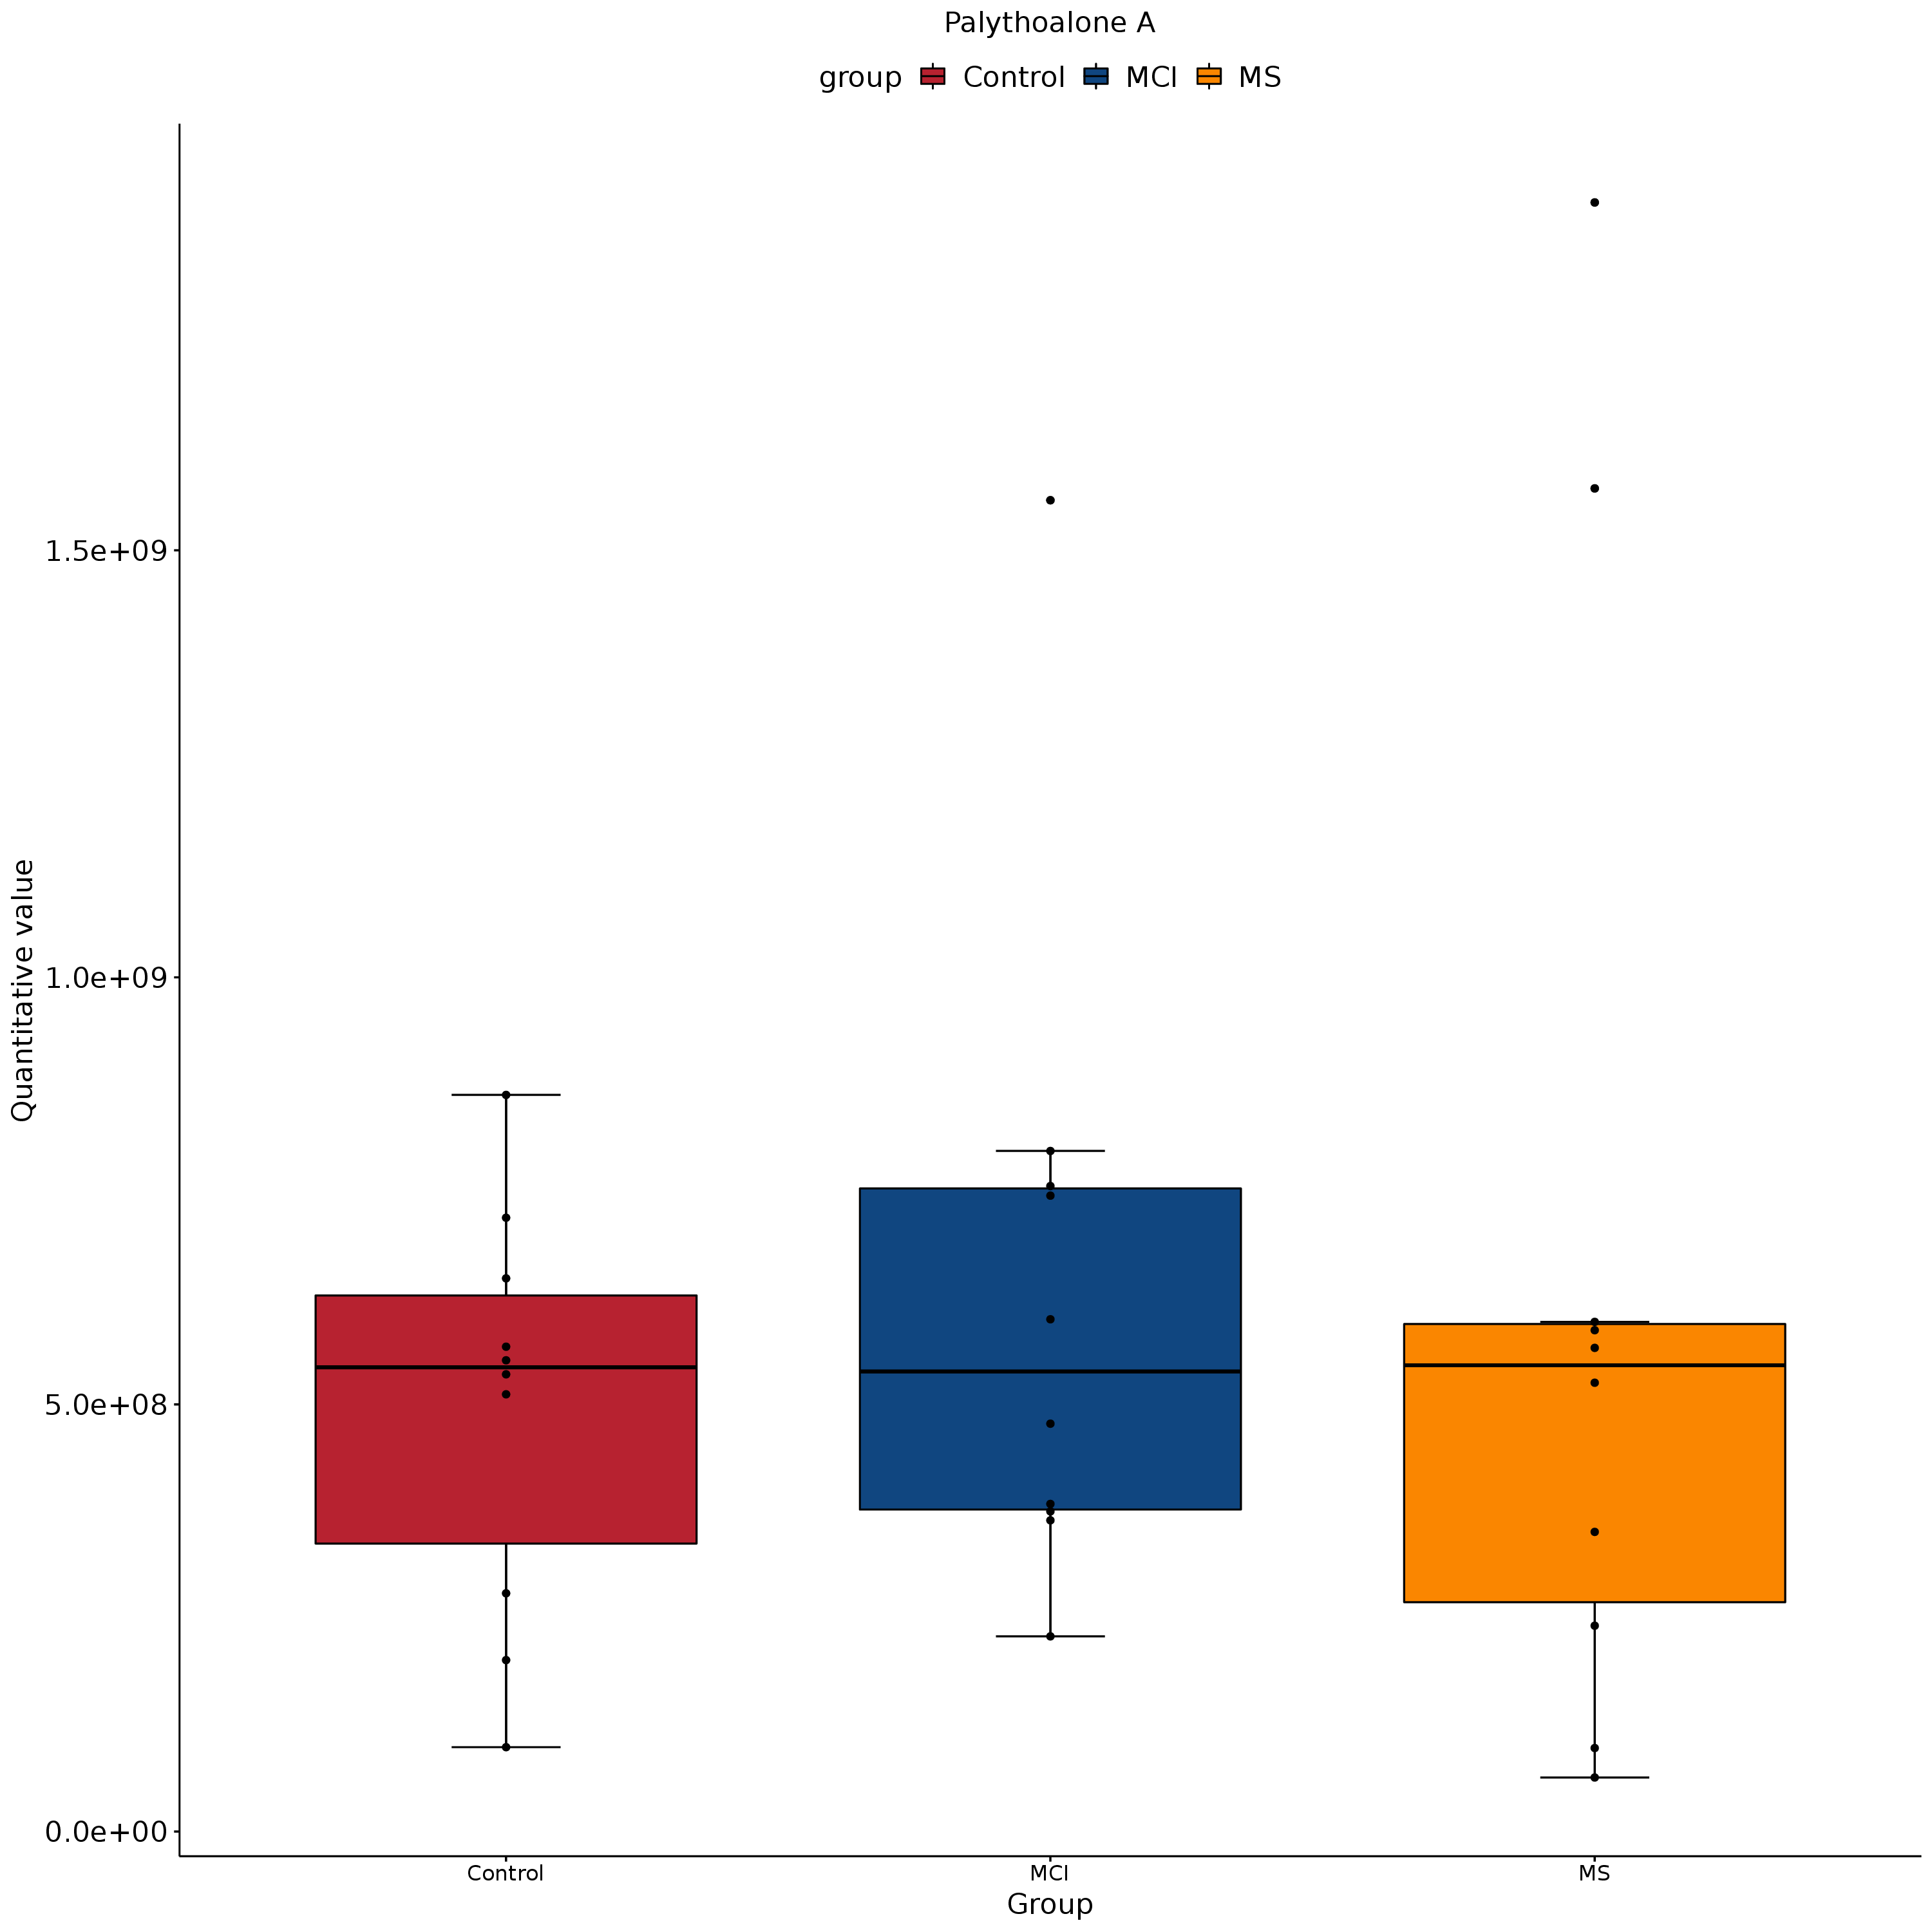 Palythoalone A
group Control MCI MS
Quantitative value
1.5e+09
1.0e+09
5.0e+08
0.0e+00
Control MCI MS
Group